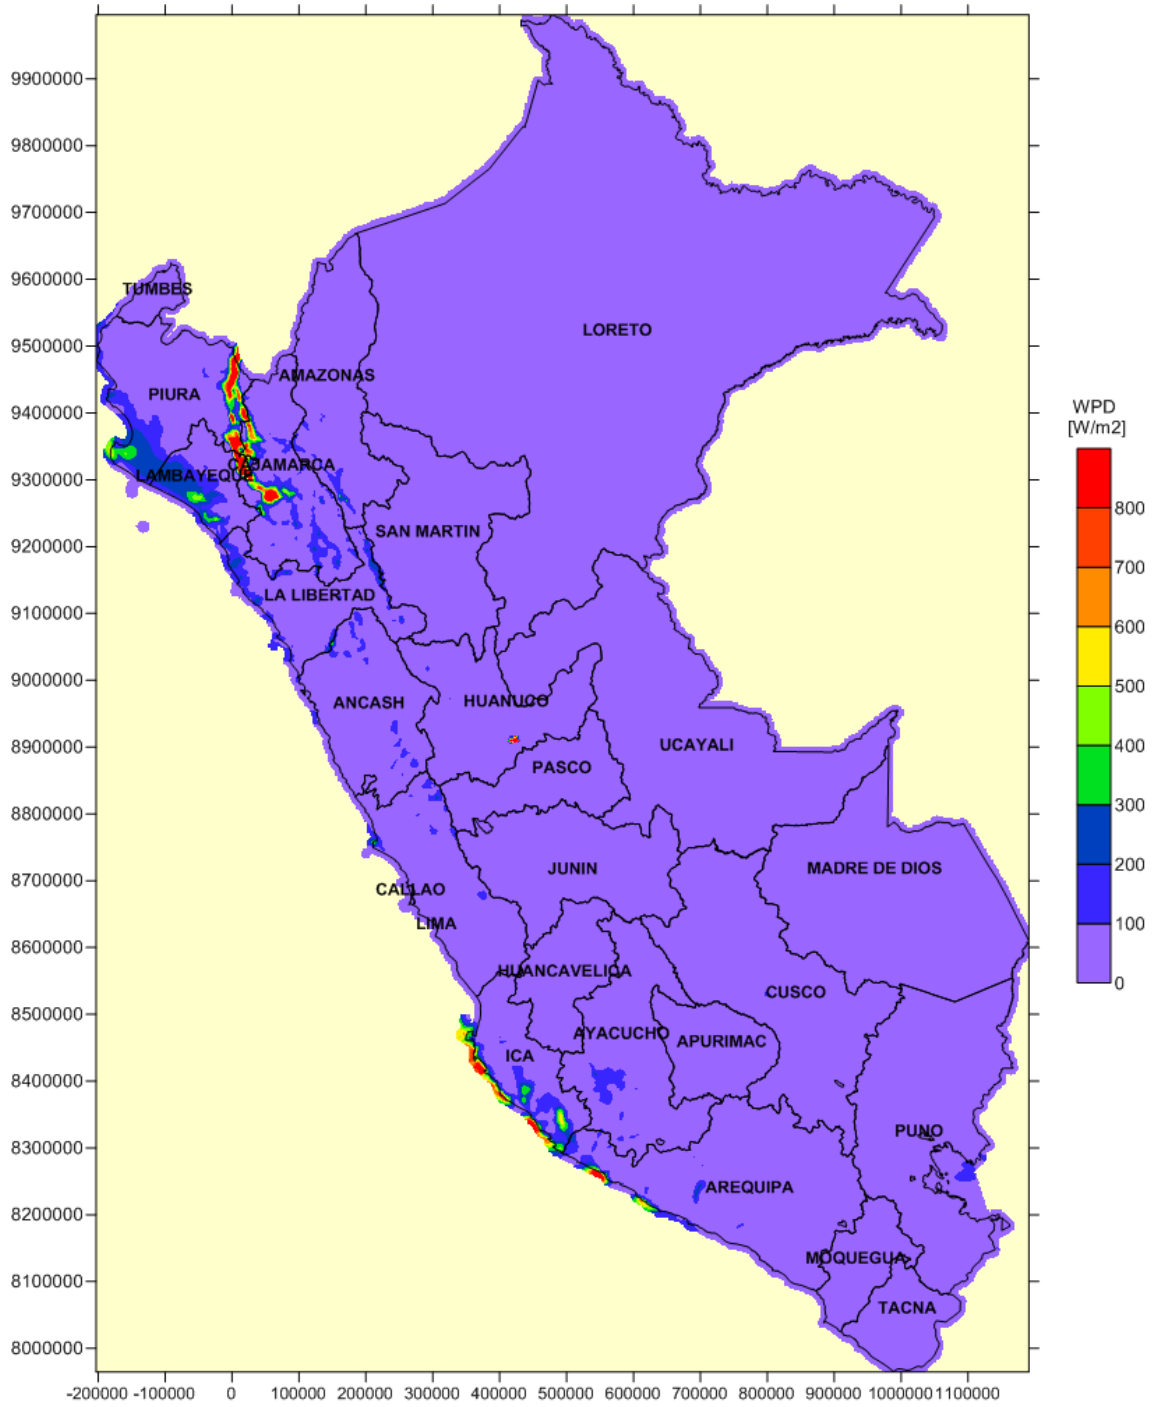 9900000
9800000
9700000
9600000
9500000
9400000
9300000
9200000
9100000
9000000
8900000
8800000
8700000
8600000
8500000
8400000
8300000
8200000
8100000
8000000
TUMBES
LORETO
AMAZONAS
PIURA
CAJAMARCA
LAMBAYEQUE
SAN MARTIN
LA LIBERTAD
ANCASH
HUANUCO
UCAYALI
PASCO
JUNIN
MADRE DE DIOS
CALLAO
LIMA
HUANCAVELICA
CUSCO
AYACUCHO
APURIMAC
ICA
PUNO
AREQUIPA
MOQUEGUA
TACNA
WPD
[W/m2]
800
700
600
500
400
300
200
100
0
-200000 -100000 0 100000 200000 300000 400000 500000 600000 700000 800000 900000 1000000 1100000